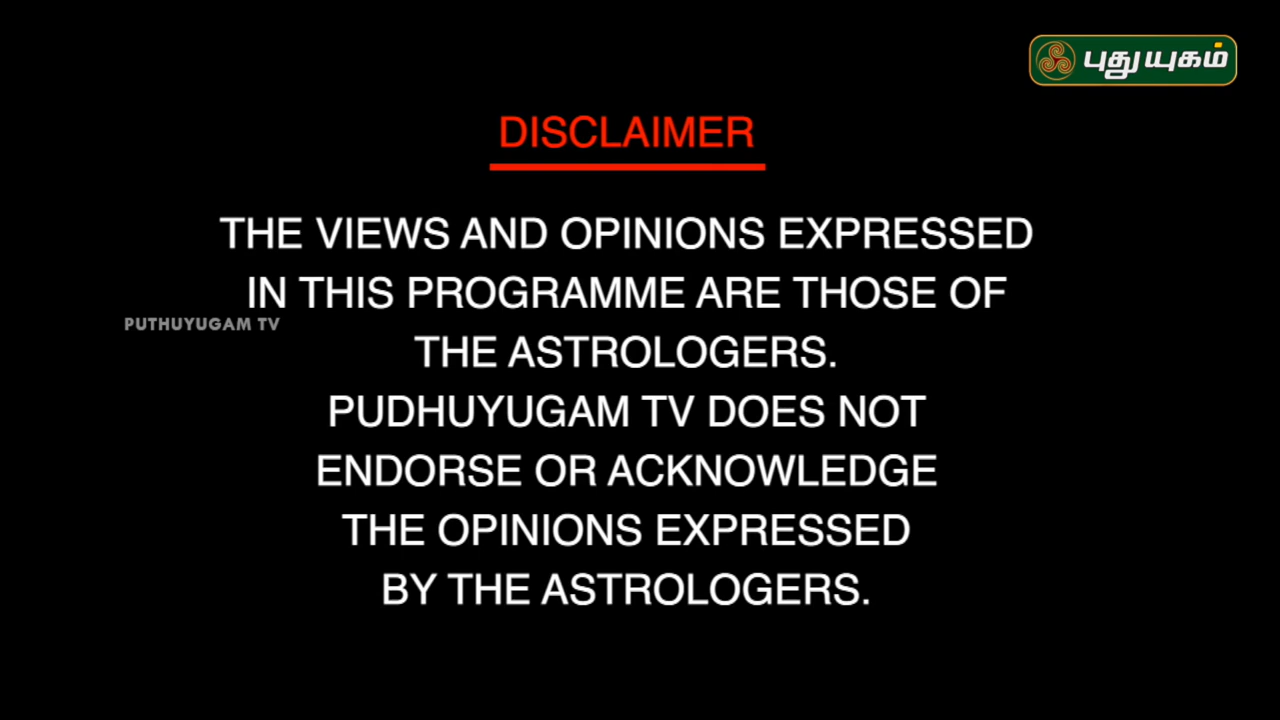 புதுயுகம்
DISCLAIMER
THE VIEWS AND OPINIONS EXPRESSED
IN THIS PROGRAMME ARE THOSE OF
PUTHUYUGAM TV
THE ASTROLOGERS.
PUDHUYUGAM TV DOES NOT
ENDORSE OR ACKNOWLEDGE
THE OPINIONS EXPRESSED
BY THE ASTROLOGERS.